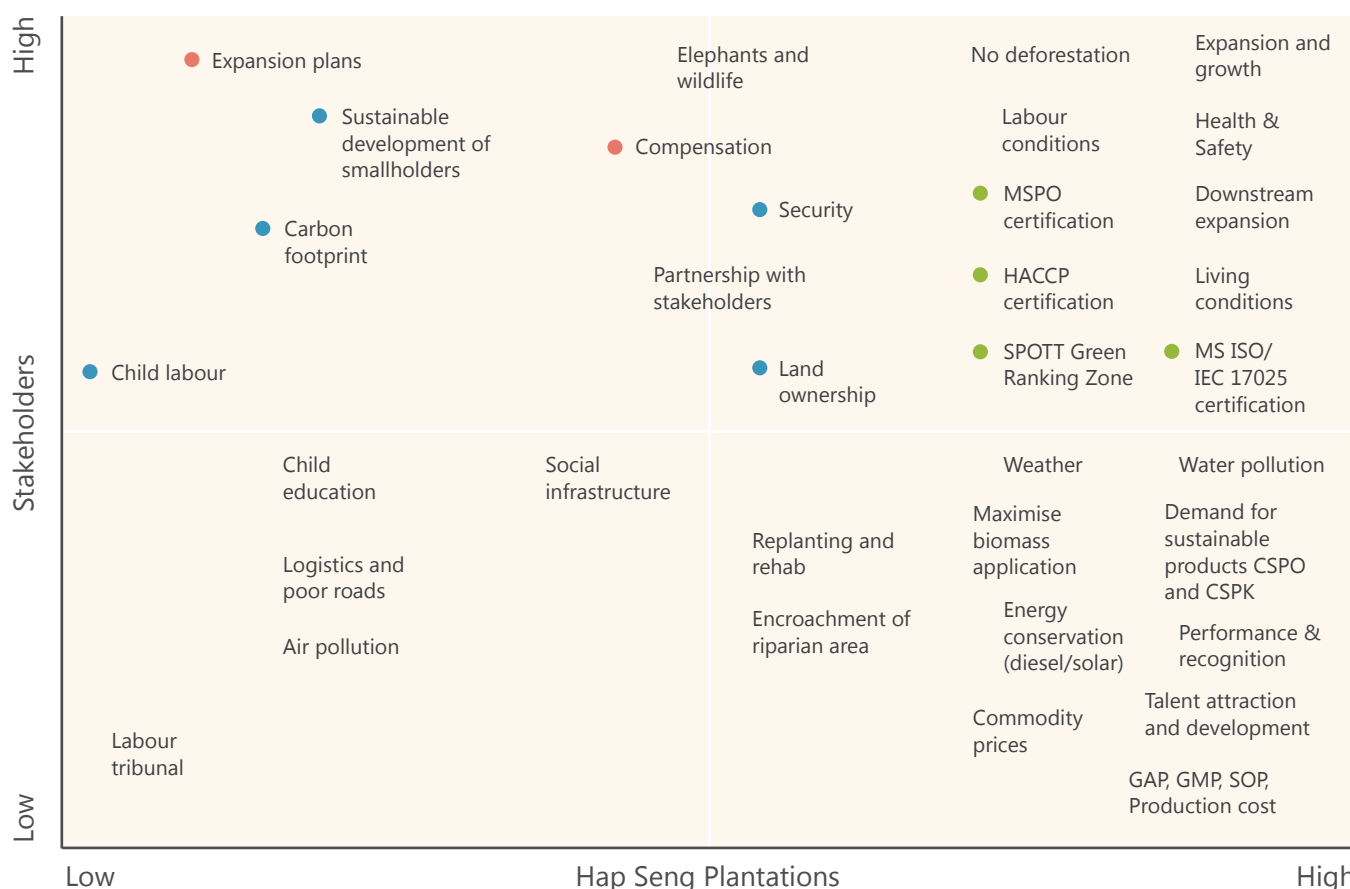 High
Stakeholders
Low
Expansion plans
Sustainable
development of
smallholders
Carbon
footprint
Child labour
Elephants and
wildlife
Compensation
Security
Partnership with
stakeholders
Land
ownership
No deforestation
Labour
conditions
MSPO
certification
HACCP
certification
SPOTT Green
Ranking Zone
Expansion and
growth
Health &
Safety
Downstream
expansion
Living
conditions
MS ISO/
IEC 17025
certification
Child
education
Logistics and
poor roads
Air pollution
Labour
tribunal
Social
infrastructure
Replanting and
rehab
Encroachment of
riparian area
Weather
Maximise
biomass
application
Energy
conservation
(diesel/solar)
Commodity
prices
Water pollution
Demand for
sustainable
products CSPO
and CSPK
Performance &
recognition
Talent attraction
and development
GAP, GMP, SOP,
Production cost
Low
Hap Seng Plantations
High